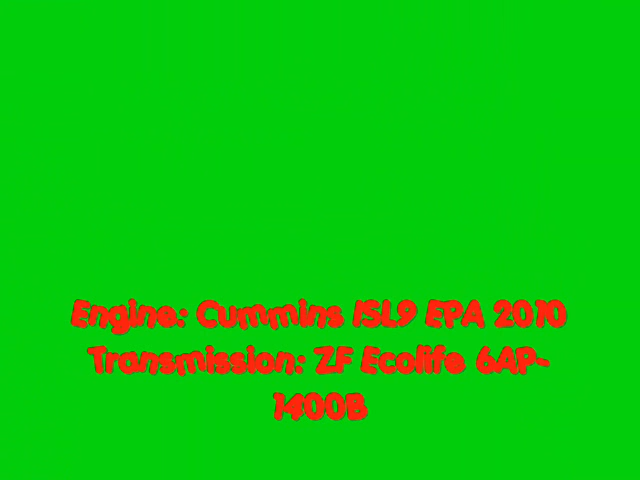 Engine: Cummins ISL9 EPA 2010
Transmission: ZF Ecolife 6AP-
1400B